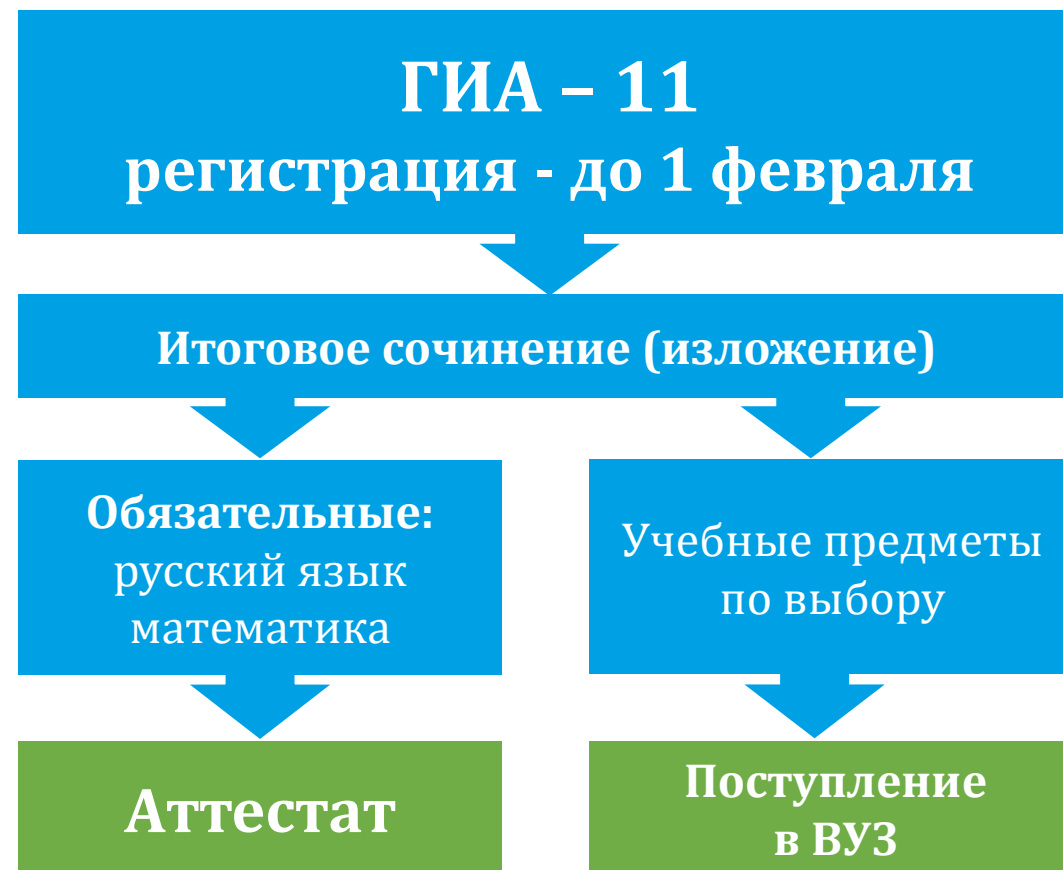 ГИА – 11
регистрация - до 1 февраля
Итоговое сочинение (изложение)
Обязательные:
русский язык
математика
Учебные предметы
по выбору
Аттестат
Поступление
в ВУЗ